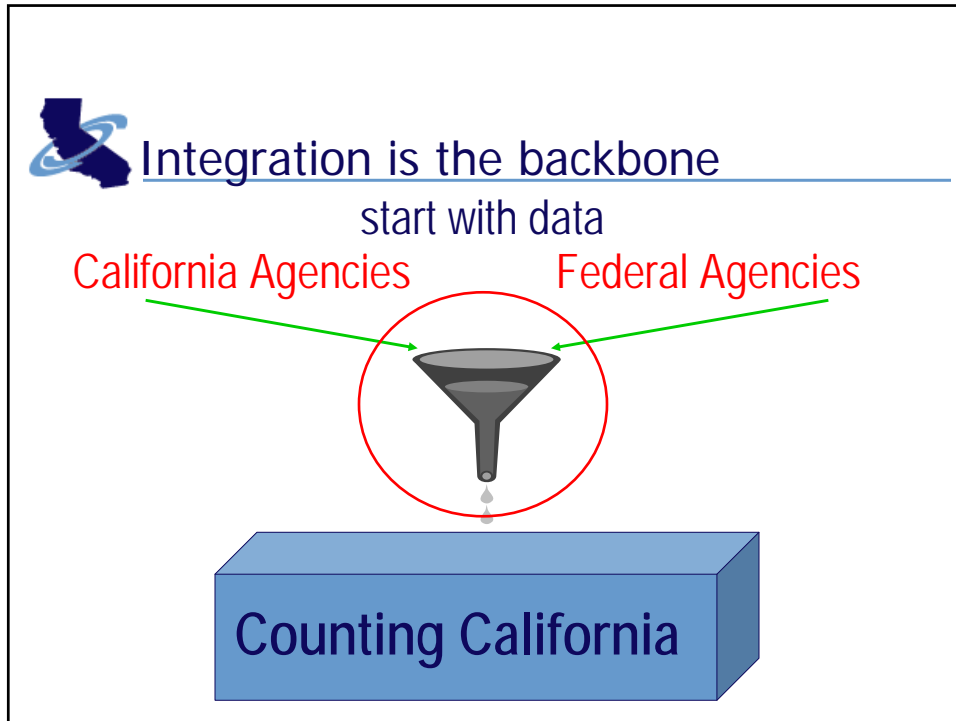 Integration is the backbone
start with data
California Agencies Federal Agencies
Counting California